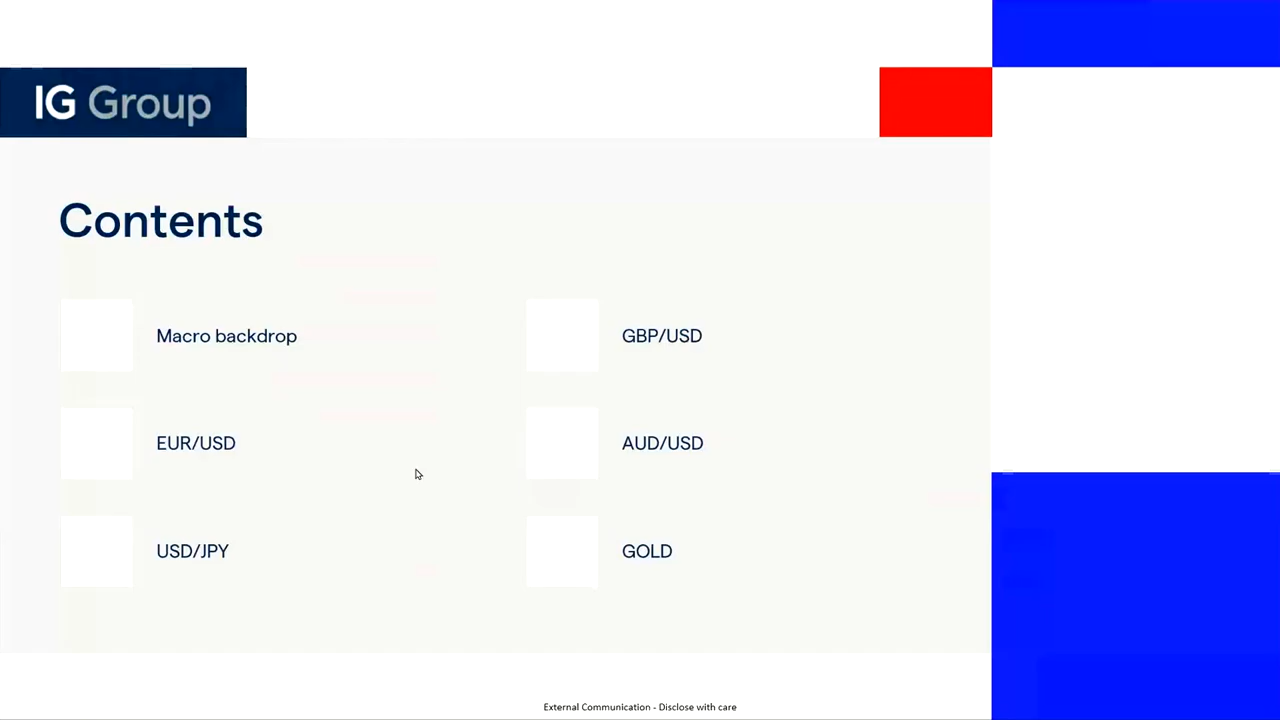 IG Group
Contents
Macro backdrop
EUR/USD
USD/JPY
GBP/USD
AUD/USD
GOLD
External Communication - Disclose with care